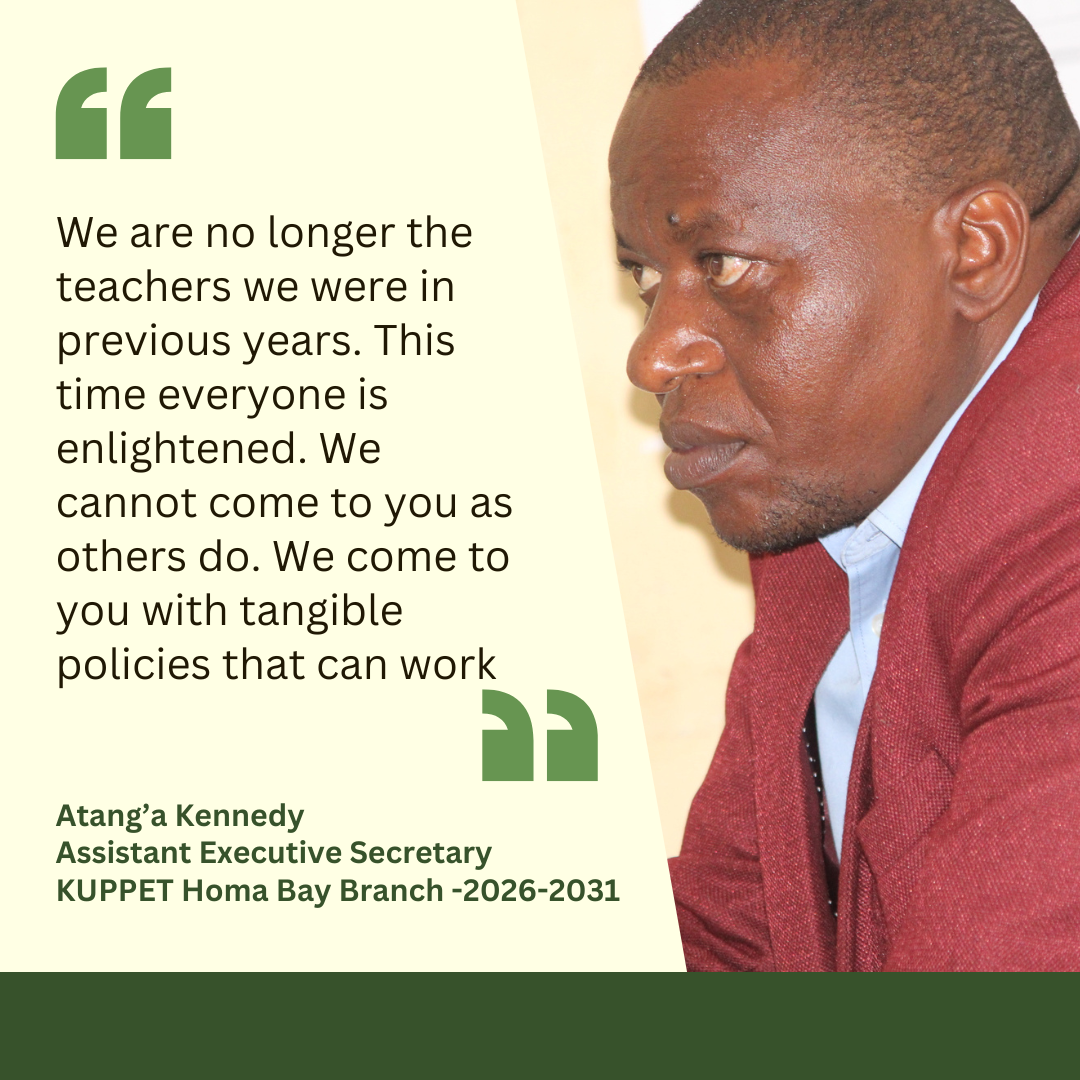 We are no longer the
teachers we were in
previous years. This
time everyone is
enlightened. We
cannot come to you as
others do. We come to
you with tangible
policies that can work
Atang’a Kennedy
Assistant Executive Secretary
KUPPET Homa Bay Branch -2026-2031